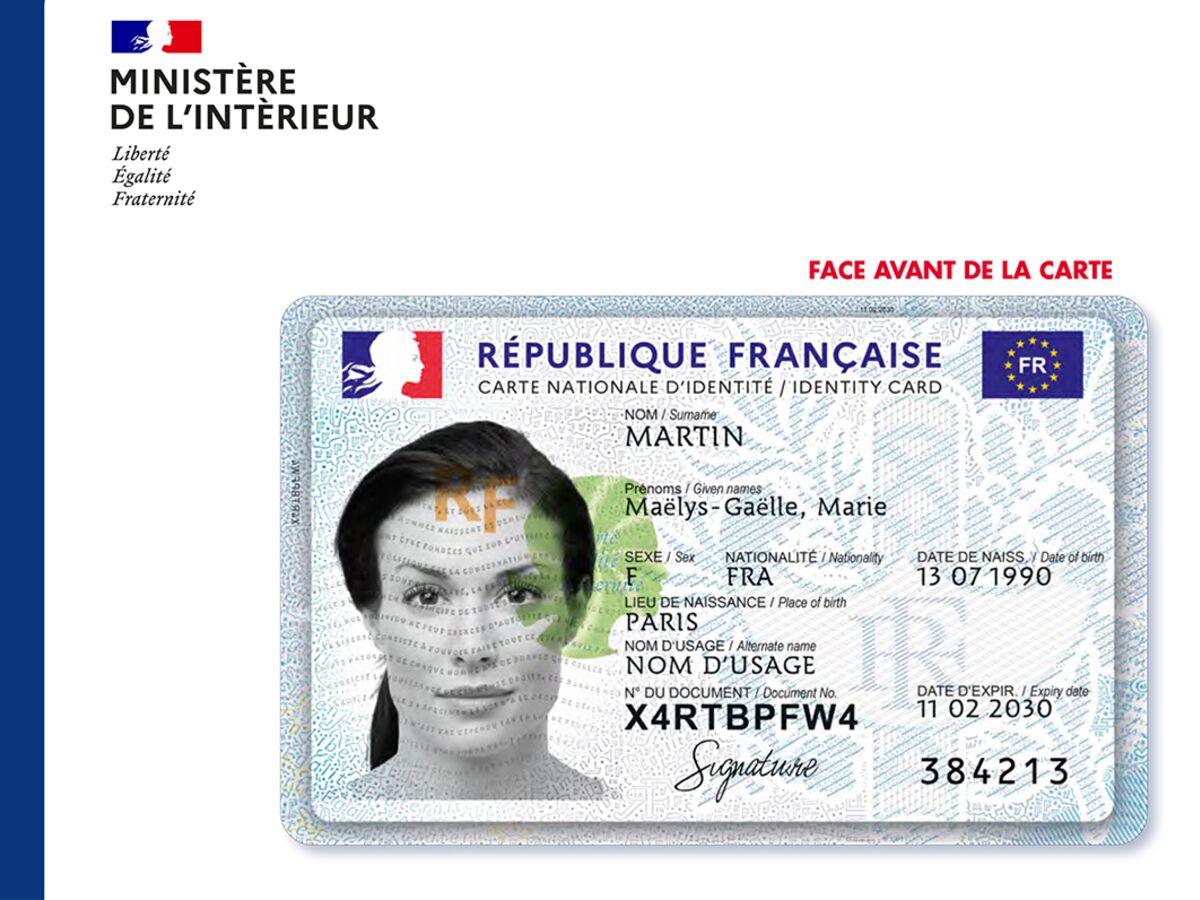 MINISTÈRE
DE L'INTÈRIEUR
Liberté
Égalité
Fraternité
FACE AVANT DE LA CARTE
11 02 2030
RÉPUBLIQUE FRANÇAISE
FR
CARTE NATIONALE D'IDENTITÉ / IDENTITY CARD
NOM / Surname
MARTIN
Prénoms / Given names
Maëlys-Gaëlle, Marie
SEXE / Sex NATIONALITÉ / Nationality DATE DE NAISS. / Date of birth
F FRA 13 07 1990
LIEU DE NAISSANCE / Place of birth
PARIS
NOM D'USAGE / Alternate name
NOM D'USAGE
N° DU DOCUMENT / Document No. DATE D'EXPIR. / Expiry date
X4RTBPFW4 11 02 2030
Signature 384213
X4RTBPFW4
RF
RF